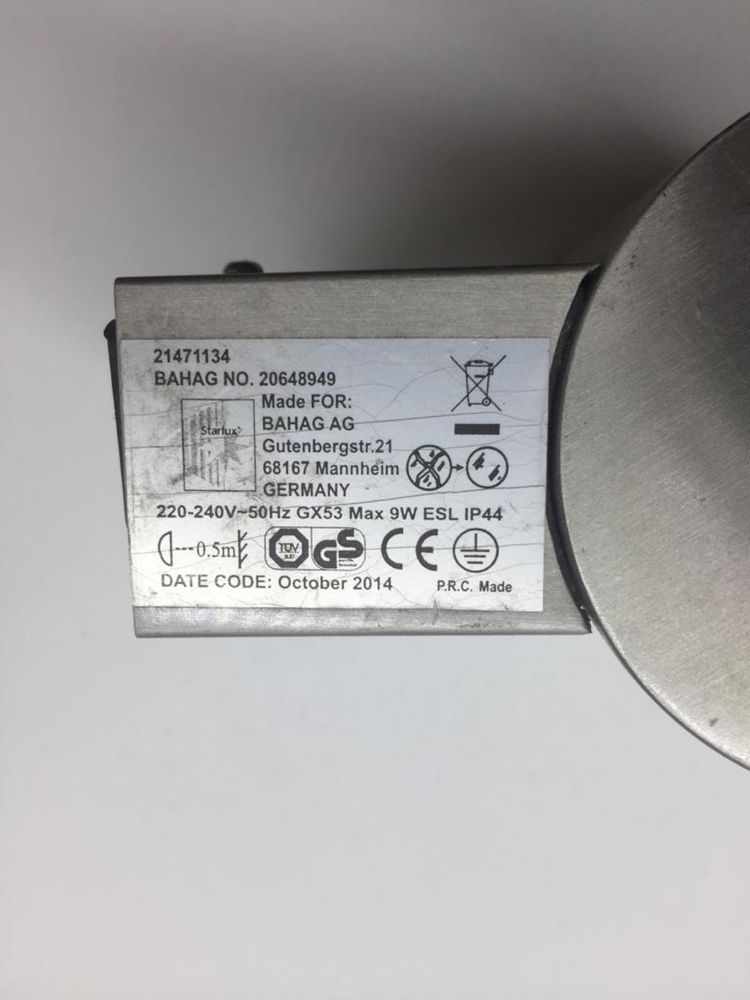 21471134
BAHAG NO. 20648949
Made FOR:
BAHAG AG
Starlux
Gutenbergstr.21
68167 Mannheim
GERMANY
220-240V~50Hz GX53 Max 9W ESL IP44
0.5m TÜV GS CE
DATE CODE: October 2014 P.R.C. Made